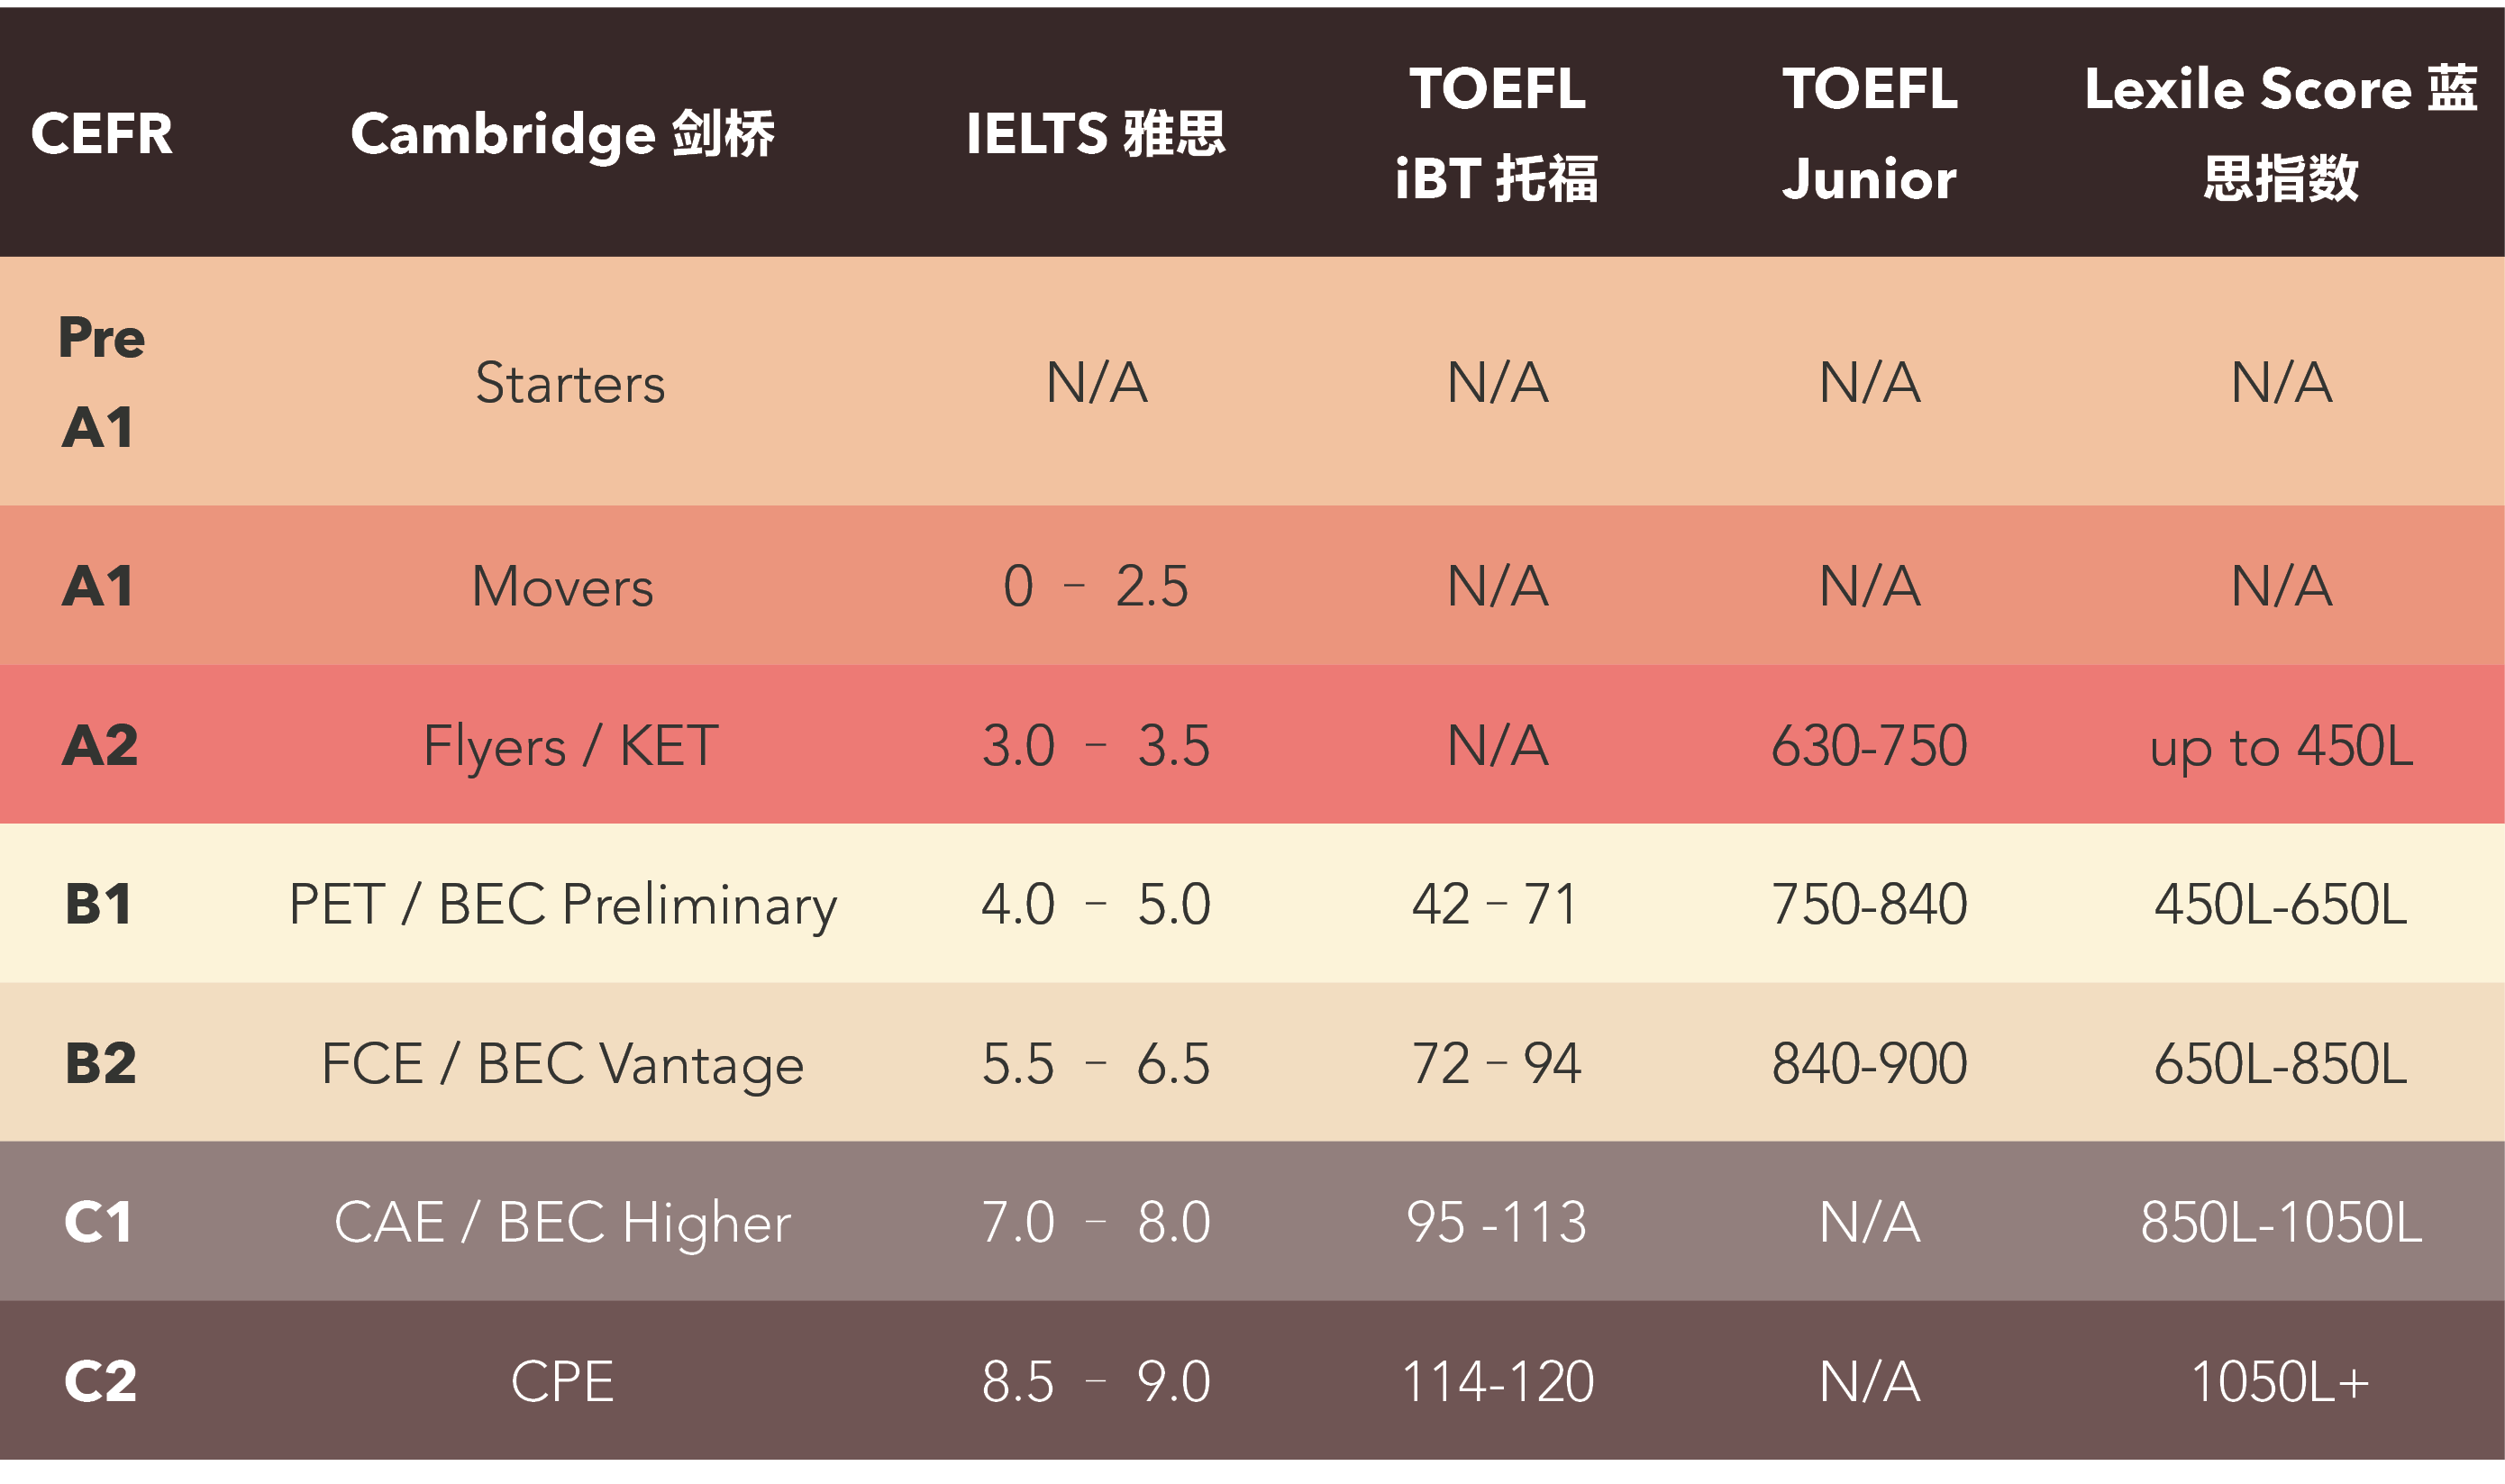 CEFR Cambridge 剑桥 IELTS 雅思 TOEFL iBT 托福 TOEFL Junior Lexile Score 蓝思指数
Pre A1 Starters N/A N/A N/A N/A
A1 Movers 0 – 2.5 N/A N/A N/A
A2 Flyers / KET 3.0 – 3.5 N/A 630-750 up to 450L
B1 PET / BEC Preliminary 4.0 – 5.0 42 – 71 750-840 450L-650L
B2 FCE / BEC Vantage 5.5 – 6.5 72 – 94 840-900 650L-850L
C1 CAE / BEC Higher 7.0 – 8.0 95 -113 N/A 850L-1050L
C2 CPE 8.5 – 9.0 114-120 N/A 1050L+